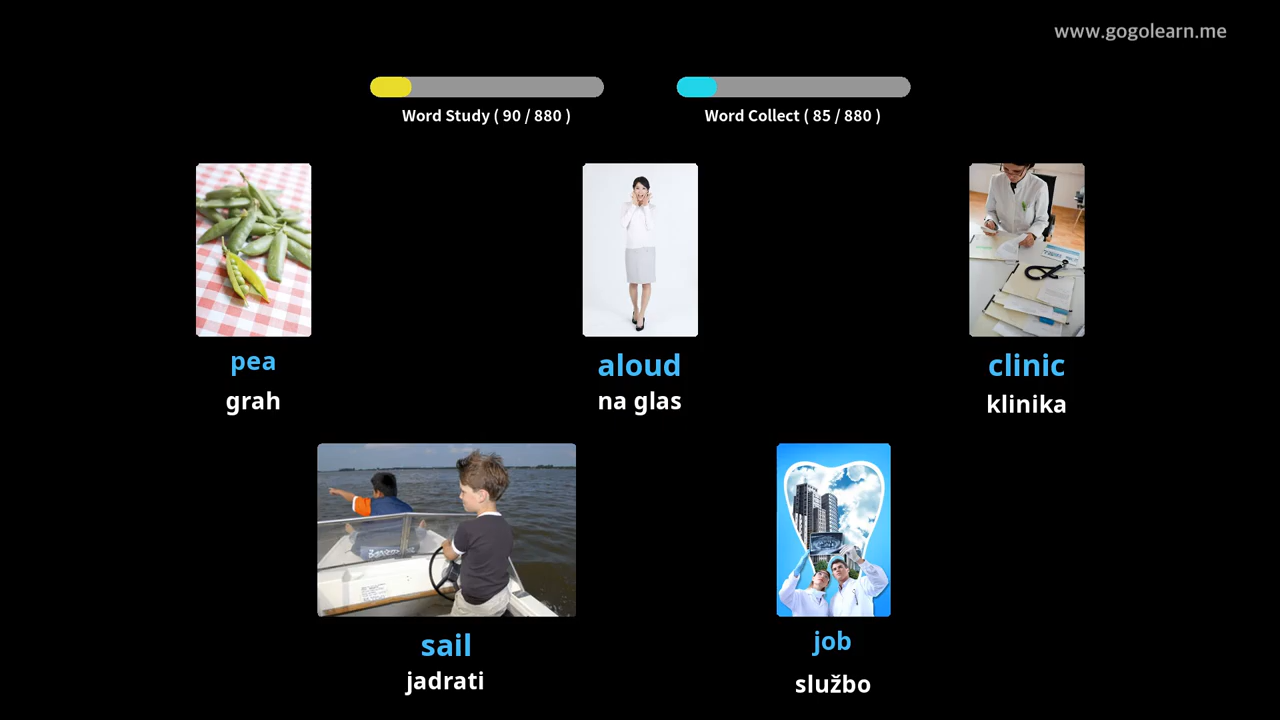 www.gogolearn.me
Word Study ( 90 / 880 )
Word Collect ( 85 / 880 )
pea
grah
aloud
na glas
clinic
klinika
sail
jadrati
job
službo